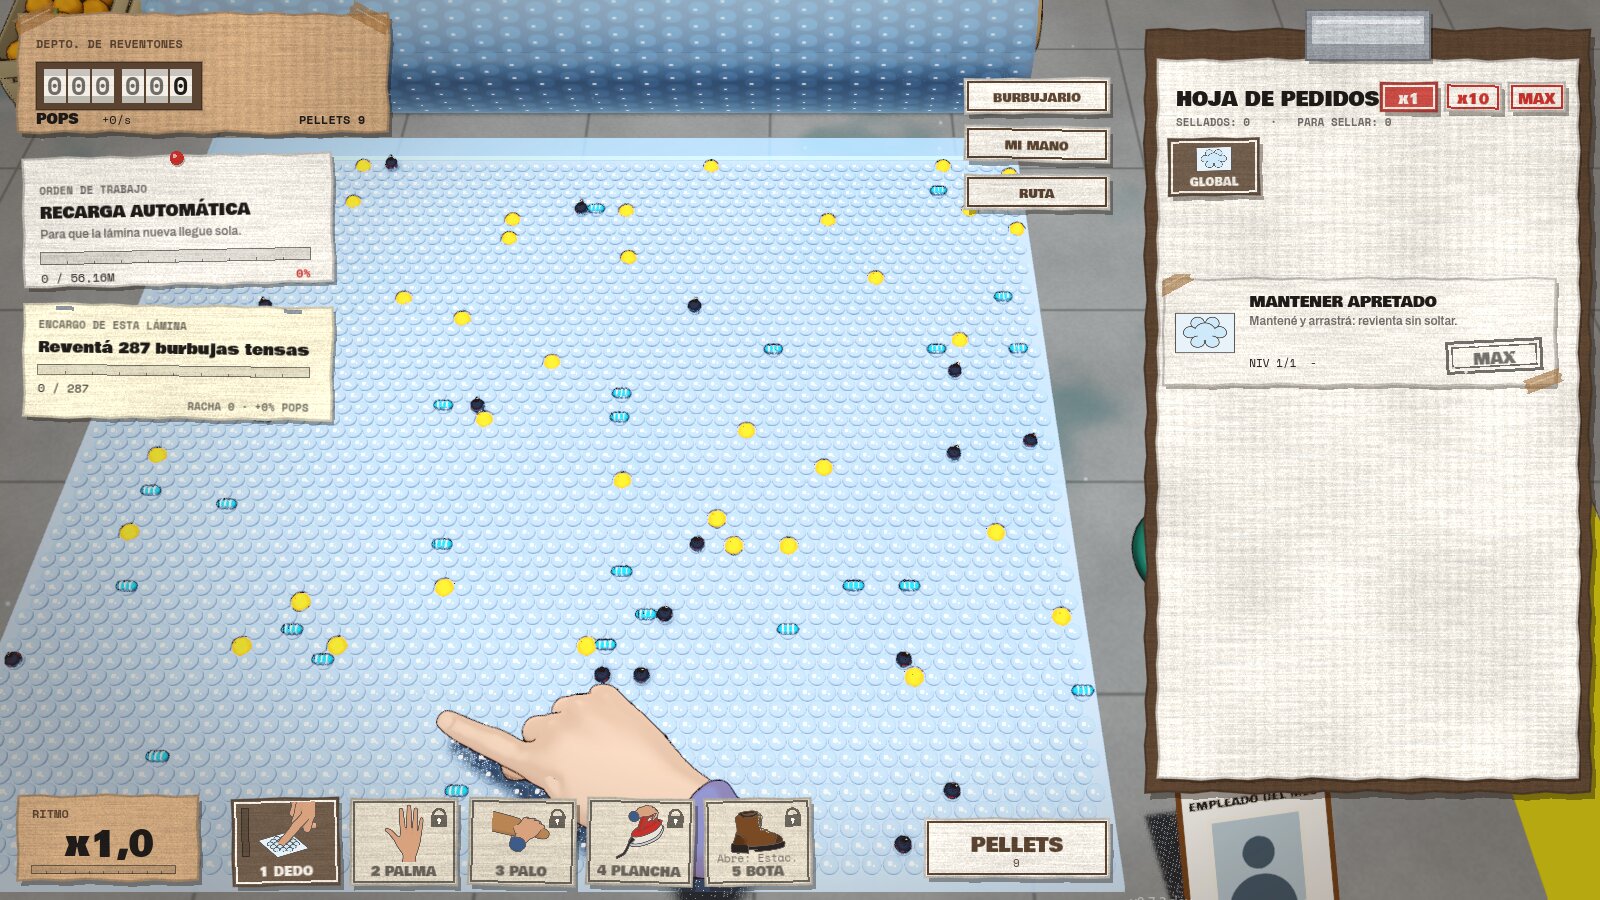 DEPTO. DE REVENTONES
000 000
POPS +0/s PELLETS 9
ORDEN DE TRABAJO
RECARGA AUTOMÁTICA
Para que la lámina nueva llegue sola.
0 / 56.16M 0%
ENCARGO DE ESTA LÁMINA
Reventá 287 burbujas tensas
0 / 287
RACHA 0 · +0% POPS
BURBUJARIO
MI MANO
RUTA
HOJA DE PEDIDOS x1 x10 MAX
SELLADOS: 0 · PARA SELLAR: 0
GLOBAL
MANTENER APRETADO
Mantené y arrastrá: revienta sin soltar.
NIV 1/1 -
MAX
RITMO
x1,0
1 DEDO
2 PALMA
3 PALO
4 PLANCHA
Abre: Estac.
5 BOTA
PELLETS
9
EMPLEADO DEL